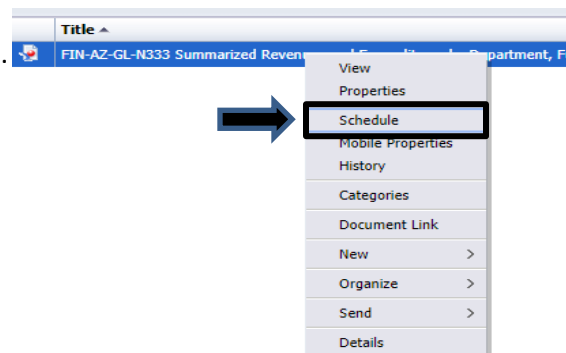 Title
FIN-AZ-GL-N333 Summarized Department, F
View
Properties
Schedule
Mobile Properties
History
Categories
Document Link
New >
Organize >
Send >
Details